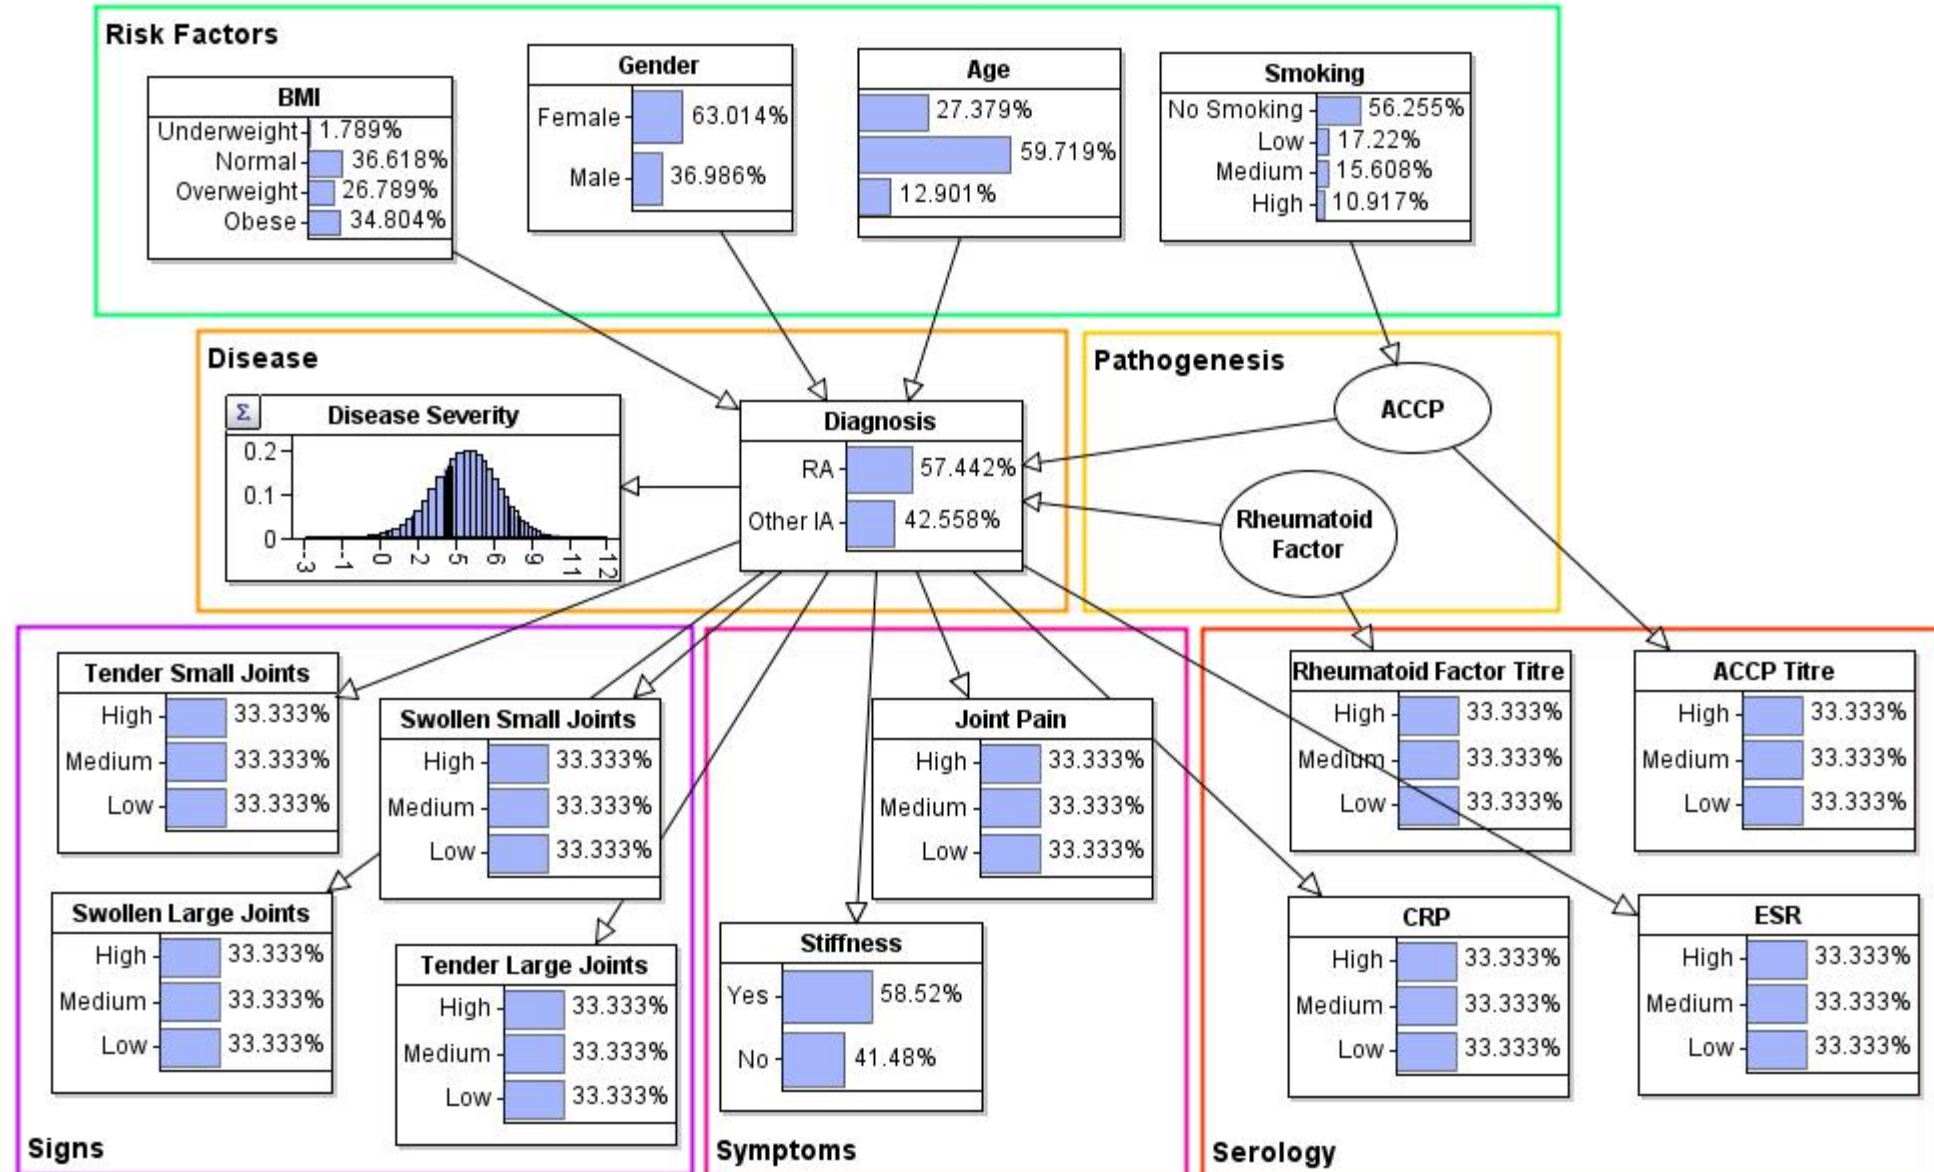 Risk Factors
BMI
Underweight 1.789%
Normal 36.618%
Overweight 26.789%
Obese 34.804%
Gender
Female 63.014%
Male 36.986%
Age
27.379%
59.719%
12.901%
Smoking
No Smoking 56.255%
Low 17.22%
Medium 15.608%
High 10.917%
Disease
Σ Disease Severity
0.2
0.1
0
-3 -1 0 2 5 6 9 11 12
Diagnosis
RA 57.442%
Other IA 42.558%
Pathogenesis
ACCP
Rheumatoid
Factor
Tender Small Joints
High 33.333%
Medium 33.333%
Low 33.333%
Swollen Small Joints
High 33.333%
Medium 33.333%
Low 33.333%
Swollen Large Joints
High 33.333%
Medium 33.333%
Low 33.333%
Tender Large Joints
High 33.333%
Medium 33.333%
Low 33.333%
Signs
Joint Pain
High 33.333%
Medium 33.333%
Low 33.333%
Stiffness
Yes 58.52%
No 41.48%
Symptoms
Rheumatoid Factor Titre
High 33.333%
Medium 33.333%
Low 33.333%
ACCP Titre
High 33.333%
Medium 33.333%
Low 33.333%
CRP
High 33.333%
Medium 33.333%
Low 33.333%
ESR
High 33.333%
Medium 33.333%
Low 33.333%
Serology